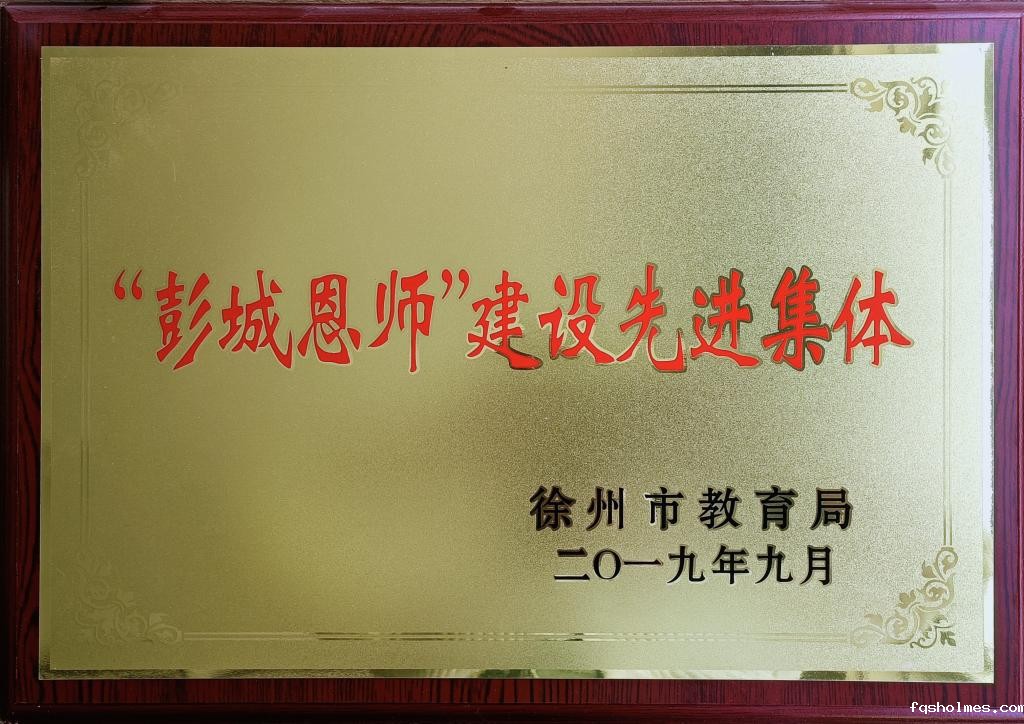 “彭城恩师”建设先进集体
徐州市教育局
二〇一九年九月
fqsholmes.com